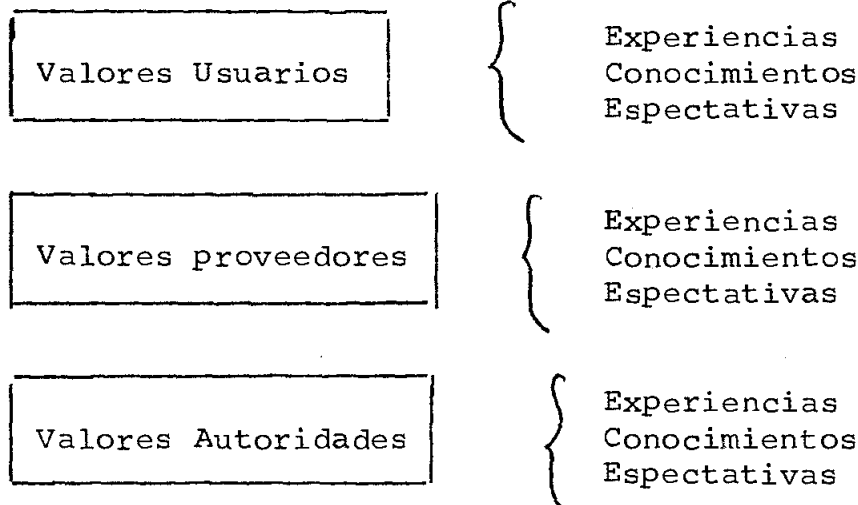 Valores Usuarios
Experiencias
Conocimientos
Espectativas
Valores proveedores
Experiencias
Conocimientos
Espectativas
Valores Autoridades
Experiencias
Conocimientos
Espectativas